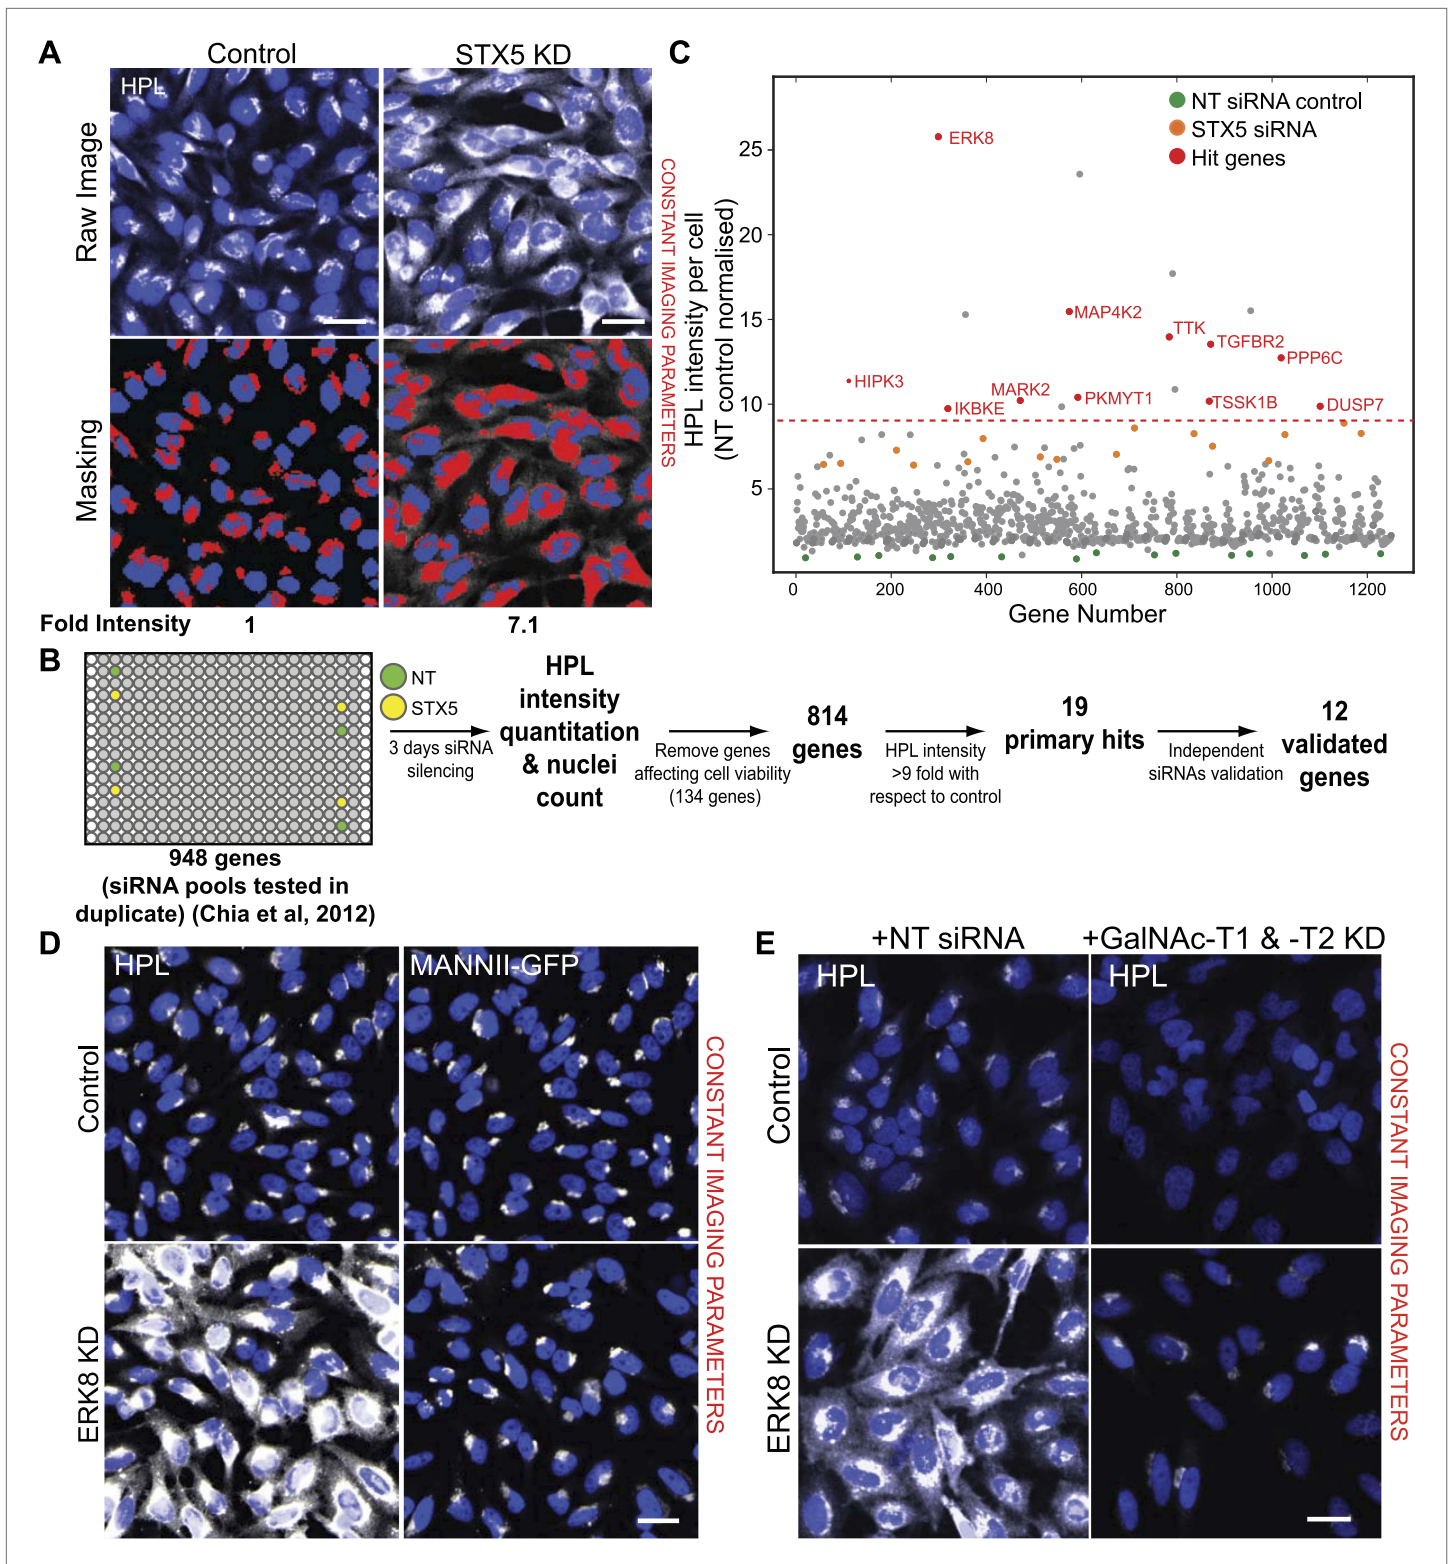 A
Control
STX5 KD
HPL
Raw Image
Masking
CONSTANT IMAGING PARAMETERS
Fold Intensity
1
7.1
C
NT siRNA control
STX5 siRNA
Hit genes
HPL intensity per cell
(NT control normalised)
25
20
15
10
5
ERK8
MAP4K2
TTK
TGFBR2
PPP6C
HIPK3
MARK2
IKBKE
PKMYT1
TSSK1B
DUSP7
0
200
400
600
800
1000
1200
Gene Number
B
NT
STX5
3 days siRNA
silencing
948 genes
(siRNA pools tested in
duplicate) (Chia et al, 2012)
HPL
intensity
quantitation
& nuclei
count
Remove genes
affecting cell viability
(134 genes)
814
genes
HPL intensity
>9 fold with
respect to control
19
primary hits
Independent
siRNAs validation
12
validated
genes
D
HPL
MANNII-GFP
Control
ERK8 KD
CONSTANT IMAGING PARAMETERS
E
+NT siRNA
+GalNAc-T1 & -T2 KD
HPL
HPL
Control
ERK8 KD
CONSTANT IMAGING PARAMETERS